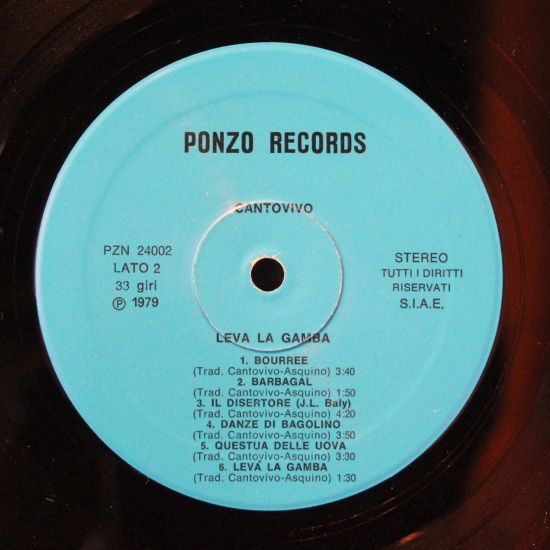 PONZO RECORDS
CANTOVIVO
PZN 24002
LATO 2
33 giri
Ⓟ 1979
STEREO
TUTTI I DIRITTI
RISERVATI
S.I.A.E.
LEVA LA GAMBA
1. BOURREE
(Trad. Cantovivo-Asquino) 3:40
2. BARBAGAL
(Trad. Cantovivo-Asquino) 1:50
3. IL DISERTORE (J.L. Baly)
(Trad. Cantovivo-Asquino) 4:20
4. DANZE DI BAGOLINO
(Trad. Cantovivo-Asquino) 3:50
5. QUESTUA DELLE UOVA
(Trad. Cantovivo-Asquino) 3:30
6. LEVA LA GAMBA
(Trad. Cantovivo-Asquino) 1:30